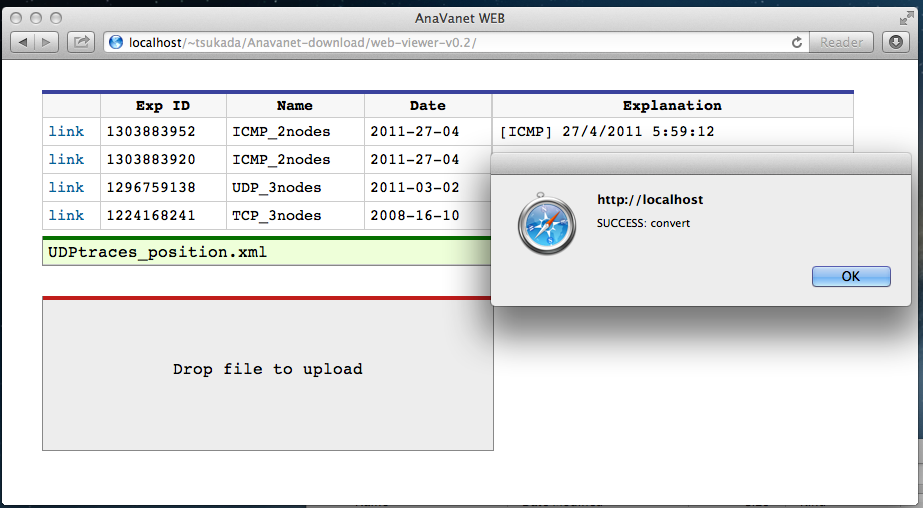 AnaVanet WEB
localhost/~tsukada/Anavanet-download/web-viewer-v0.2/
Reader
Exp ID Name Date Explanation
link 1303883952 ICMP_2nodes 2011-27-04 [ICMP] 27/4/2011 5:59:12
link 1303883920 ICMP_2nodes 2011-27-04
link 1296759138 UDP_3nodes 2011-03-02
link 1224168241 TCP_3nodes 2008-16-10
http://localhost
SUCCESS: convert
OK
UDPtraces_position.xml
Drop file to upload